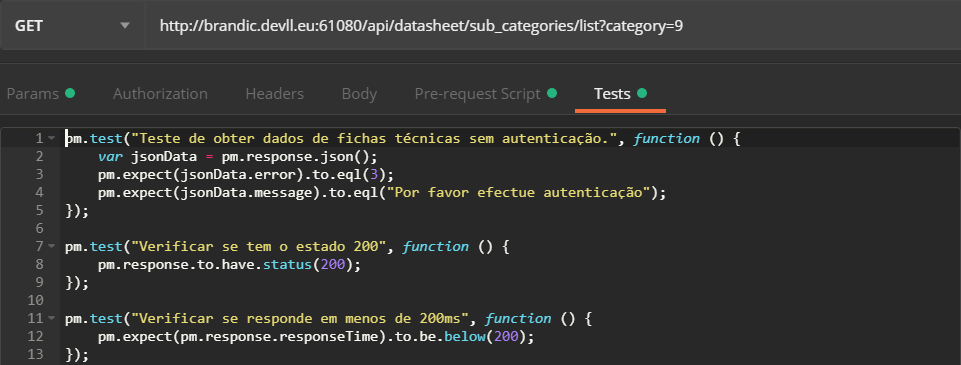 GET http://brandic.devll.eu:61080/api/datasheet/sub_categories/list?category=9
Params Authorization Headers Body Pre-request Script Tests
1 pm.test("Teste de obter dados de fichas técnicas sem autenticação.", function () {
2 var jsonData = pm.response.json();
3 pm.expect(jsonData.error).to.eql(3);
4 pm.expect(jsonData.message).to.eql("Por favor efectue autenticação");
5 });
6
7 pm.test("Verificar se tem o estado 200", function () {
8 pm.response.to.have.status(200);
9 });
10
11 pm.test("Verificar se responde em menos de 200ms", function () {
12 pm.expect(pm.response.responseTime).to.be.below(200);
13 });